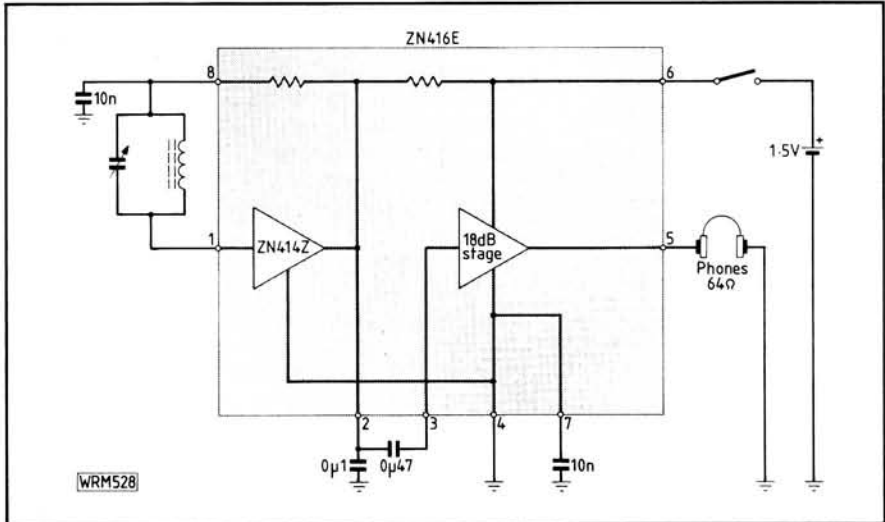 ZN416E
8
6
10n
1·5V
+
1
ZN414Z
18dB
stage
5
Phones
64Ω
2
3
4
7
0µ1
0µ47
10n
WRM528